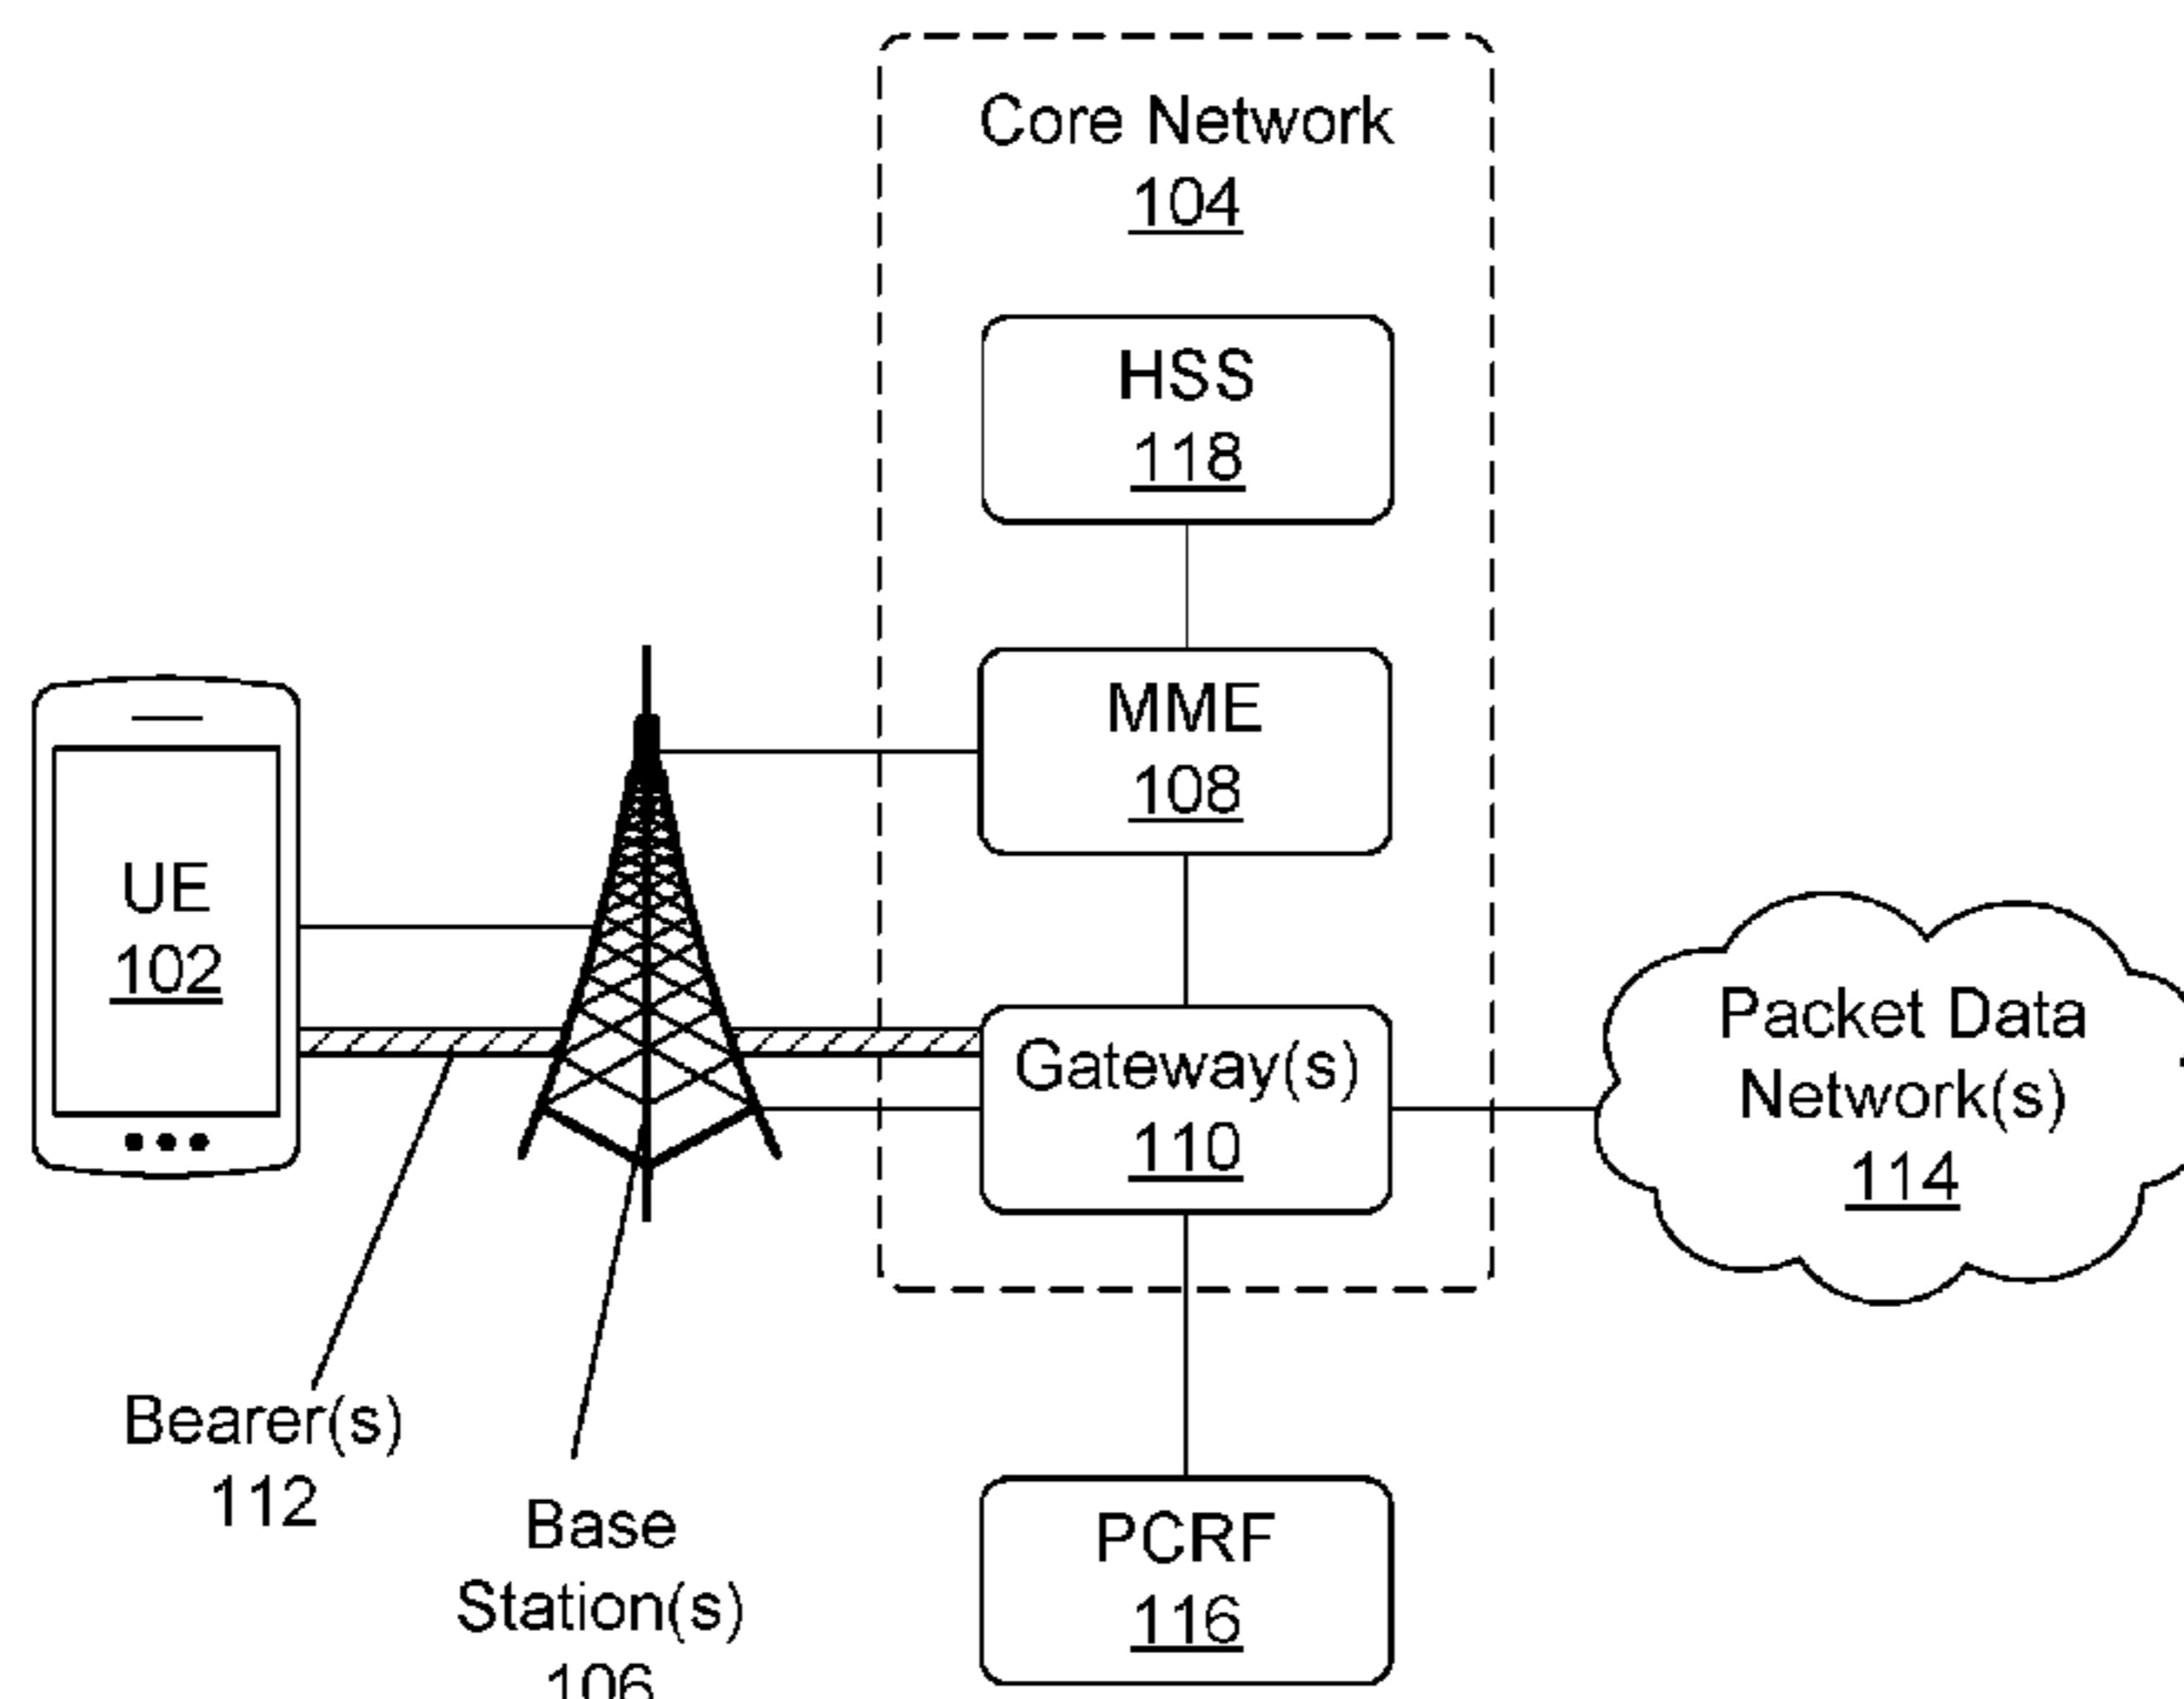 Core Network
104
HSS
118
MME
108
UE
102
Gateway(s)
110
Packet Data
Network(s)
114
Bearer(s)
112
Base
Station(s)
106
PCRF
116